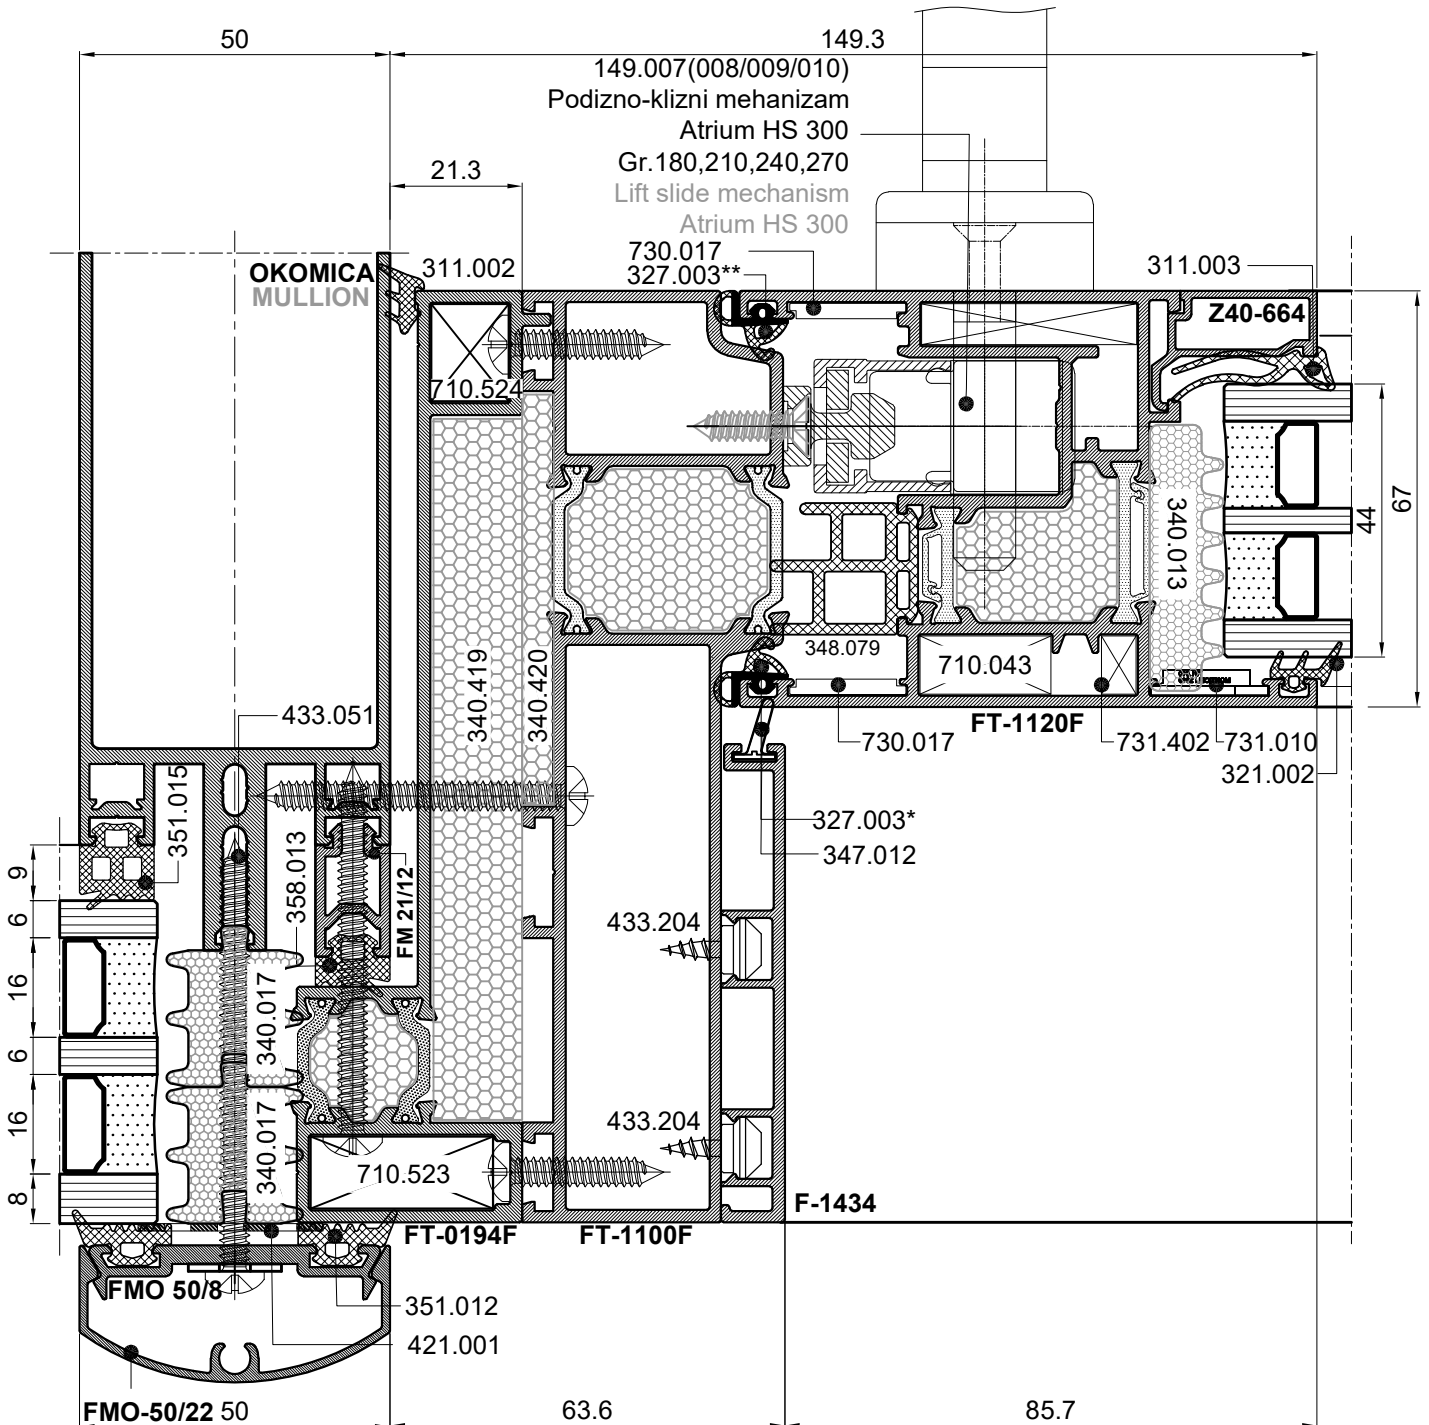 50
149.3
149.007(008/009/010)
Podizno-klizni mehanizam
Atrium HS 300
Gr.180,210,240,270
Lift slide mechanism
Atrium HS 300
21.3
730.017
327.003**
311.002
311.003
OKOMICA
MULLION
Z40-664
710.524
44
67
340.013
340.419
340.420
348.079
710.043
433.051
FT-1120F
730.017
731.402
731.010
321.002
351.015
358.013
FM 21/12
327.003*
347.012
9
6
16
6
16
8
433.204
340.017
340.017
433.204
710.523
F-1434
FT-0194F
FT-1100F
FMO 50/8
351.012
421.001
FMO-50/22
50
63.6
85.7